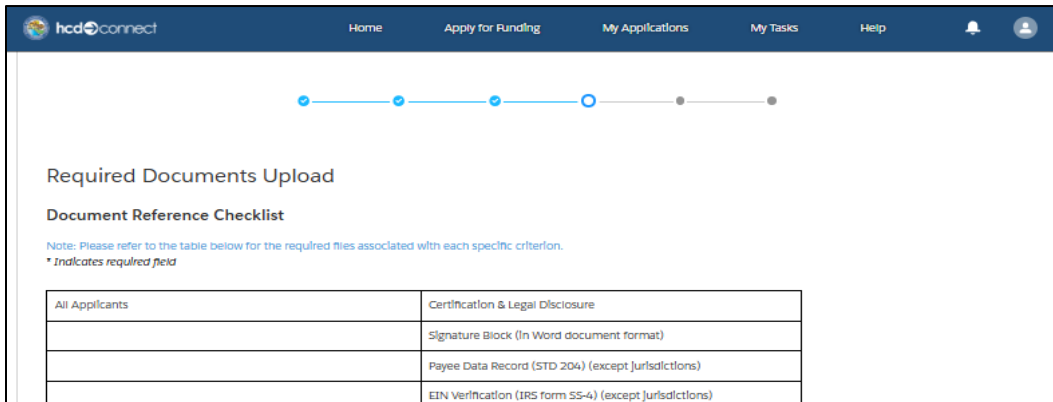 hcd connect Home Apply for Funding My Applications My Tasks Help
Required Documents Upload
Document Reference Checklist
Note: Please refer to the table below for the required files associated with each specific criterion.
* Indicates required field
All Applicants Certification & Legal Disclosure
Signature Block (in Word document format)
Payee Data Record (STD 204) (except jurisdictions)
EIN Verification (IRS form SS-4) (except jurisdictions)